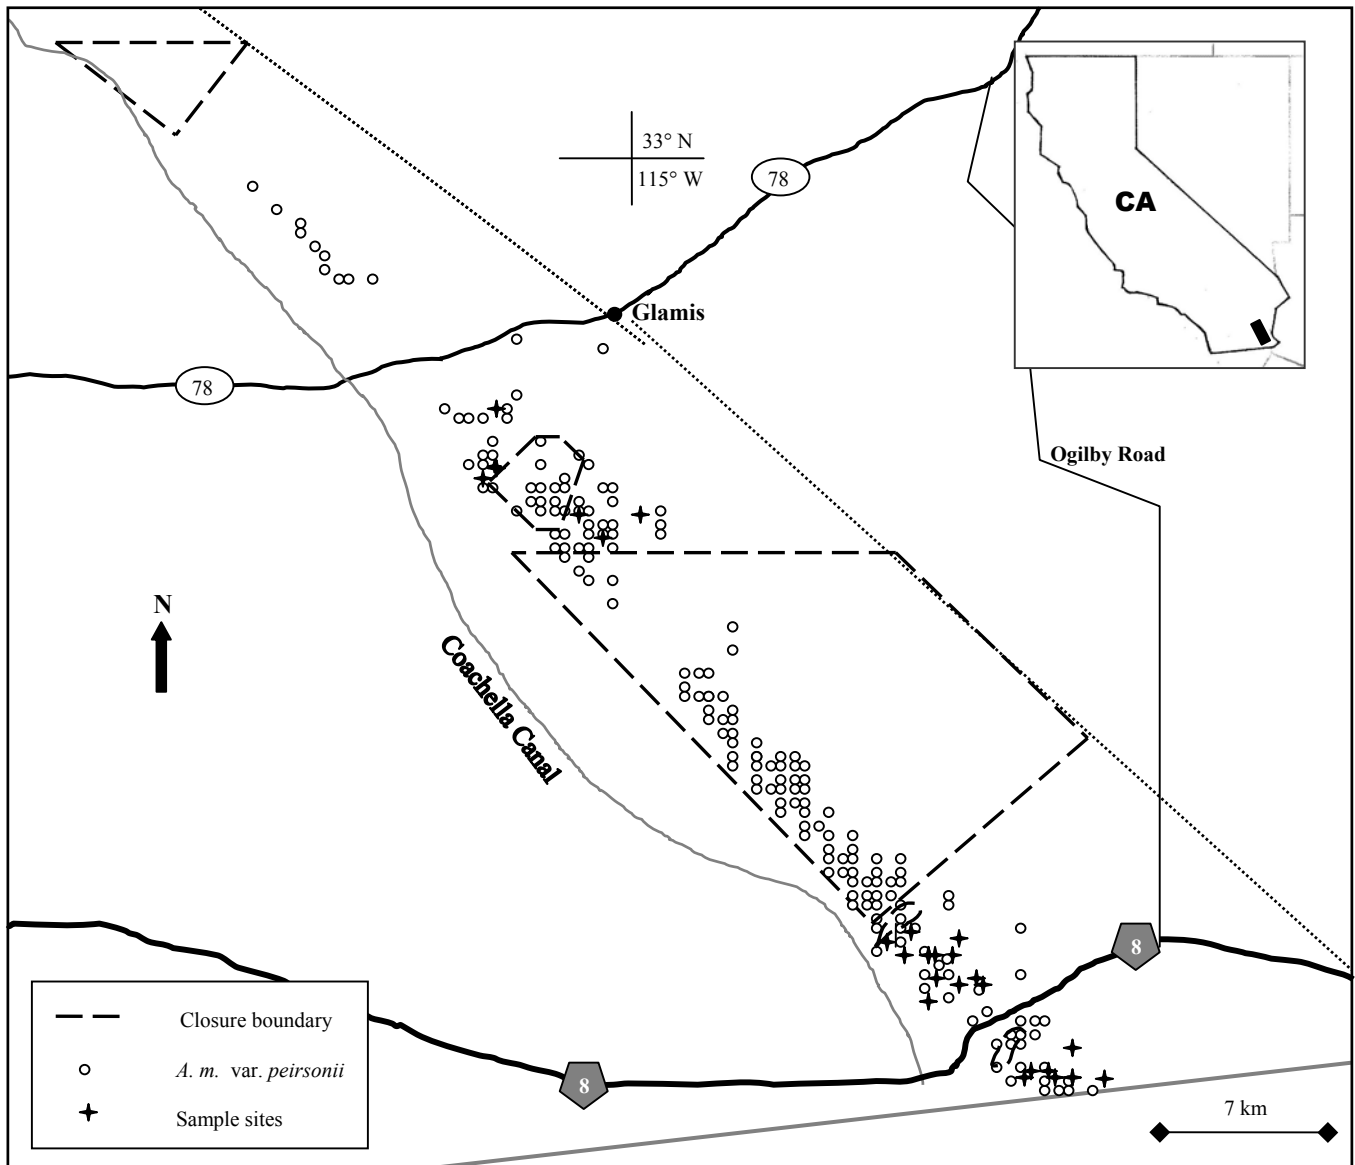 33° N
115° W
78
CA
Glamis
78
Ogilby Road
N
Coachella Canal
8
Closure boundary
A. m. var. peirsonii
Sample sites
8
7 km